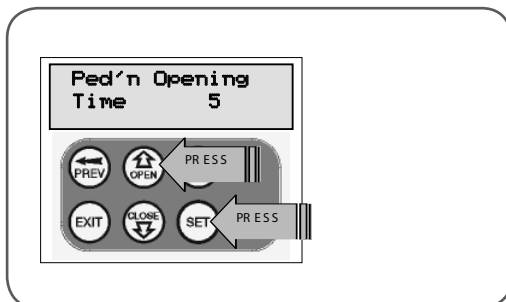 Ped'n Opening
Time 5
PREV
OPEN
PRESS
EXIT
CLOSE
SET
PRESS